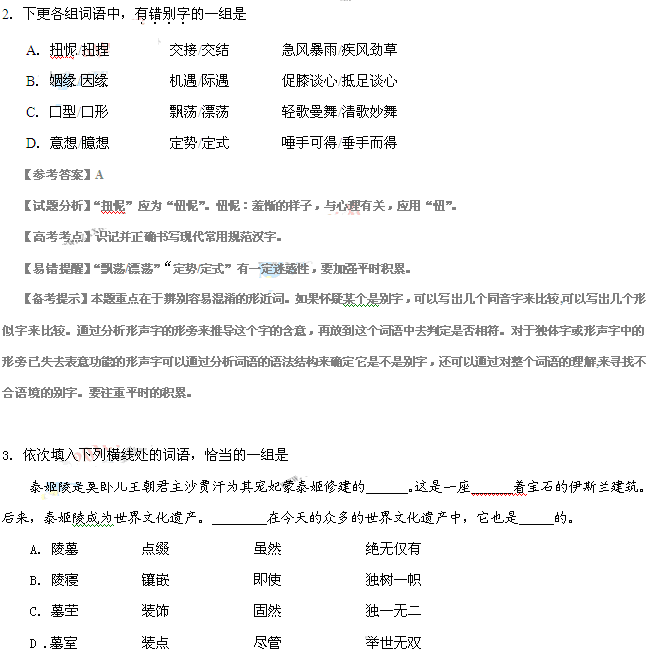 2. 下更各组词语中，有错别字的一组是
A. 扭怩/扭捏 交接/交结 急风暴雨/疾风劲草
B. 姻缘/因缘 机遇/际遇 促膝谈心/抵足谈心
C. 口型/口形 飘荡/漂荡 轻歌曼舞/清歌妙舞
D. 意想/臆想 定势/定式 唾手可得/垂手而得
【参考答案】A
【试题分析】“扭怩”应为“忸怩”。忸怩：羞惭的样子，与心理有关，应用“忸”。
【高考考点】识记并正确书写现代常用规范汉字。
【易错提醒】“飘荡/漂荡”“定势/定式”有一定迷惑性，要加强平时积累。
【备考提示】本题重点在于辨别容易混淆的形近词。如果怀疑某个是别字，可以写出几个同音字来比较，可以写出几个形
似字来比较。通过分析形声字的形旁来推导这个字的含意，再放到这个词语中去判定是否相符。对于独体字或形声字中的
形旁已失去表意功能的形声字可以通过分析词语的语法结构来确定它是不是别字，还可以通过对整个词语的理解，来寻找不
合语境的别字。要注重平时的积累。
3. 依次填入下列横线处的词语，恰当的一组是
泰姬陵是莫卧儿王朝君主沙贾汗为其宠妃蒙泰姬修建的______。这是一座______着宝石的伊斯兰建筑。
后来，泰姬陵成为世界文化遗产。________在今天的众多的世界文化遗产中，它也是_____的。
A. 陵墓 点缀 虽然 绝无仅有
B. 陵寝 镶嵌 即使 独树一帜
C. 墓茔 装饰 固然 独一无二
D .墓室 装点 尽管 举世无双